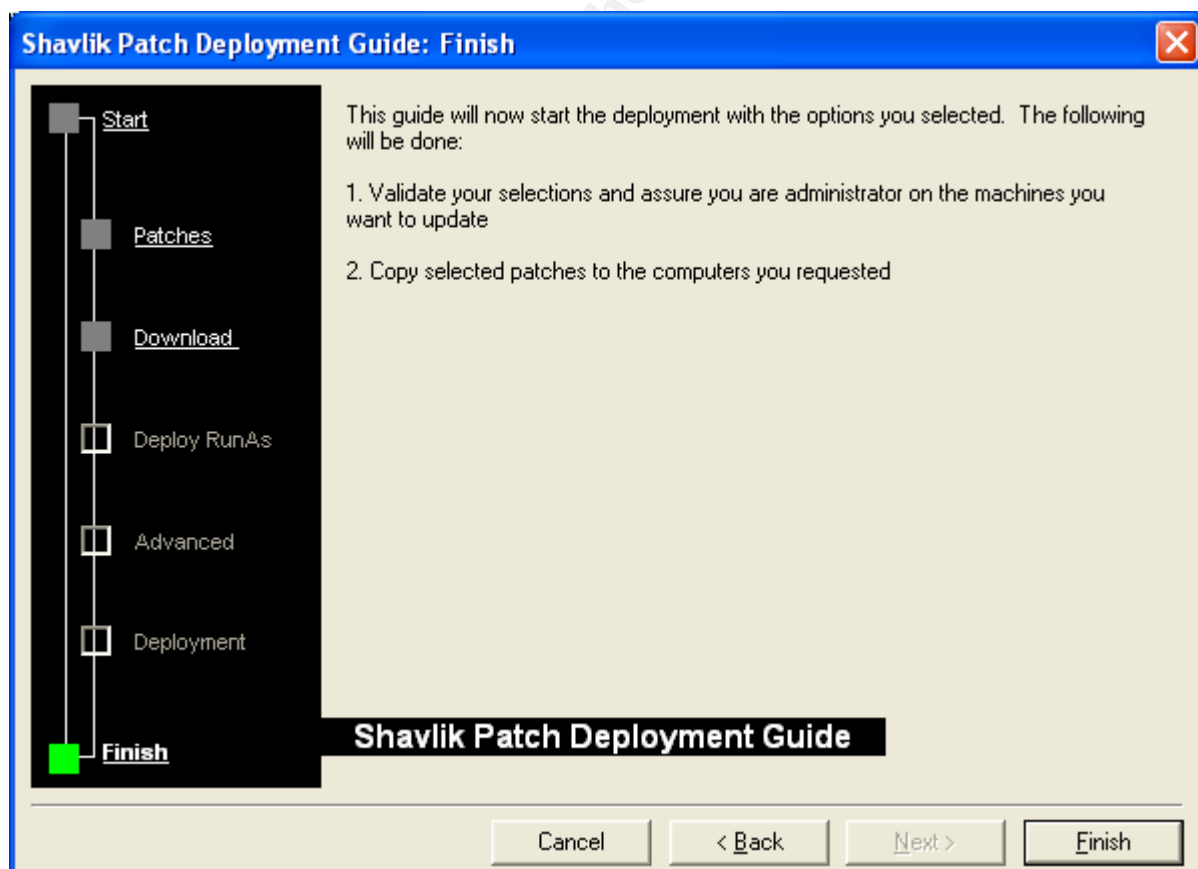 Shavlik Patch Deployment Guide: Finish
Start
Patches
Download
Deploy RunAs
Advanced
Deployment
Finish
This guide will now start the deployment with the options you selected. The following
will be done:
1. Validate your selections and assure you are administrator on the machines you
want to update
2. Copy selected patches to the computers you requested
Shavlik Patch Deployment Guide
Cancel
< Back
Next >
Finish